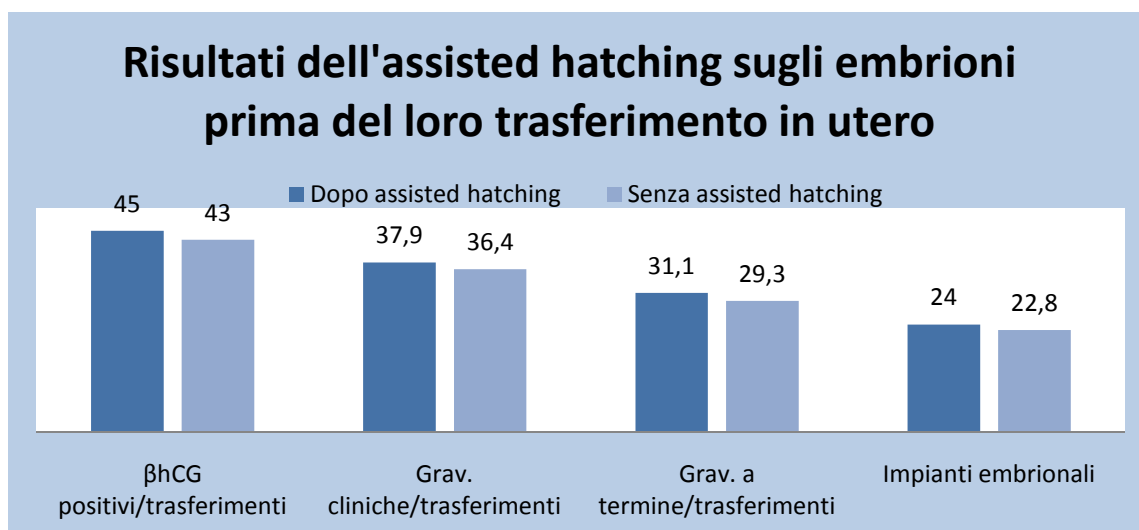 Risultati dell'assisted hatching sugli embrioni
prima del loro trasferimento in utero
Dopo assisted hatching Senza assisted hatching
45 43 37,9 36,4 31,1 29,3 24 22,8
βhCG
positivi/trasferimenti
Grav.
cliniche/trasferimenti
Grav. a
termine/trasferimenti
Impianti embrionali